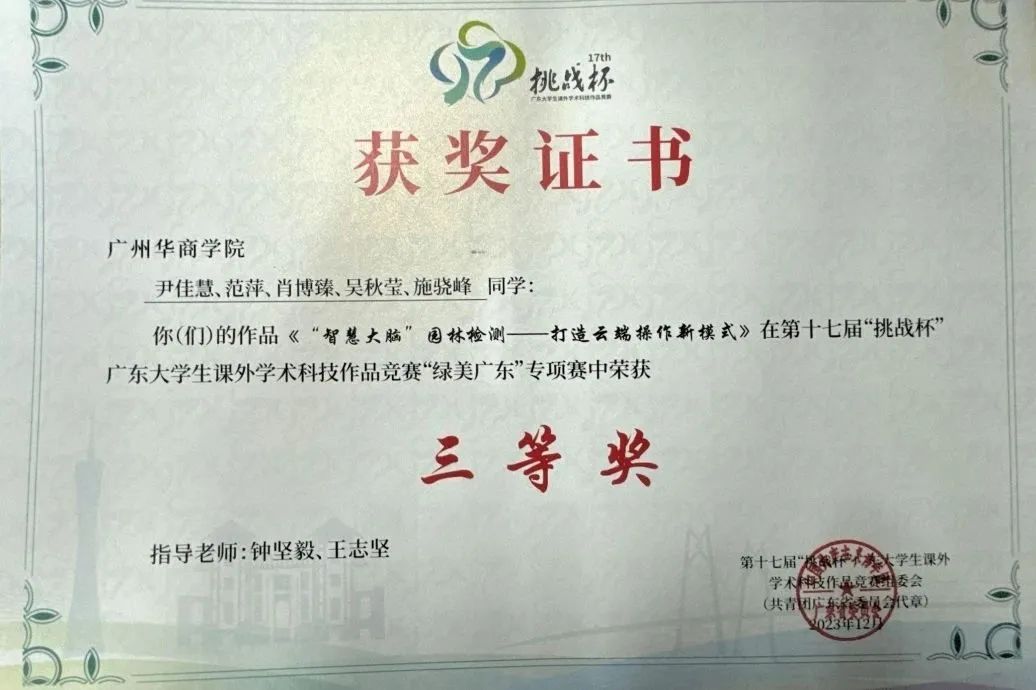 17th
挑战杯
广东大学生课外学术科技作品竞赛
获奖证书
广州华商学院
尹佳慧、范萍、肖博臻、吴秋莹、施骁峰 同学：
你(们)的作品《“智慧大脑”园林检测——打造云端操作新模式》在第十七届“挑战杯”
广东大学生课外学术科技作品竞赛“绿美广东”专项赛中荣获
三等奖
指导老师：钟坚毅、王志坚
第十七届“挑战杯”广东大学生课外
学术科技作品竞赛组委会
（共青团广东省委员会代章）
2023年12月